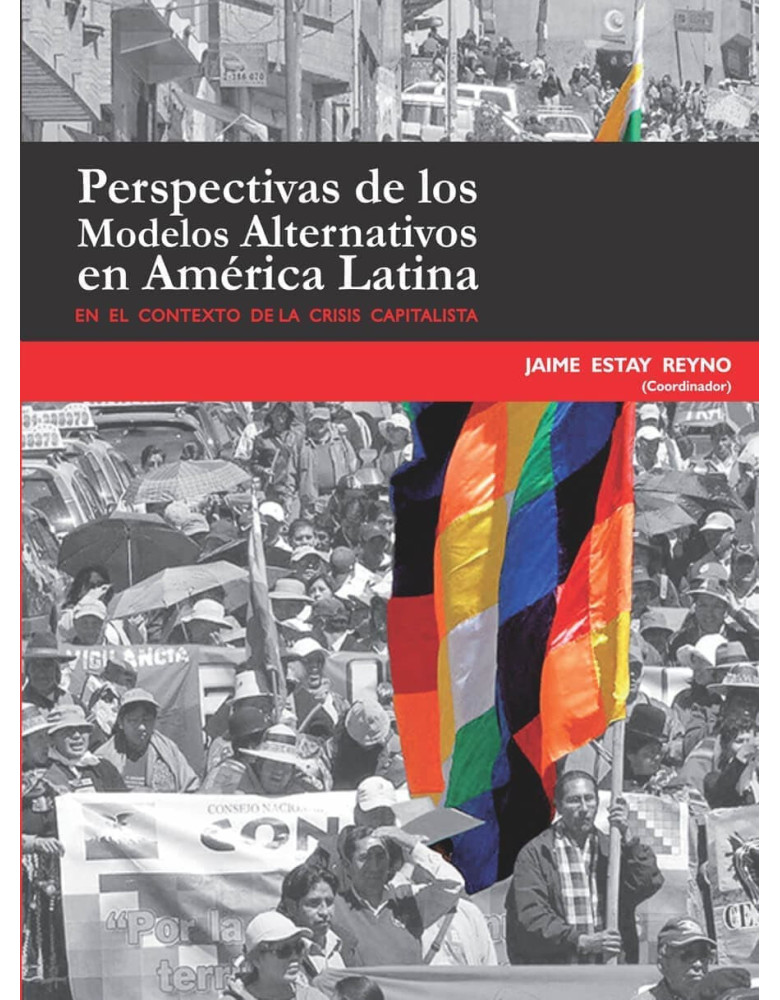 Perspectivas de los
Modelos Alternativos
en América Latina
EN EL CONTEXTO DE LA CRISIS CAPITALISTA
JAIME ESTAY REYNO
(Coordinador)
VIGILANCIA
CONSEJO
CON
"Por la